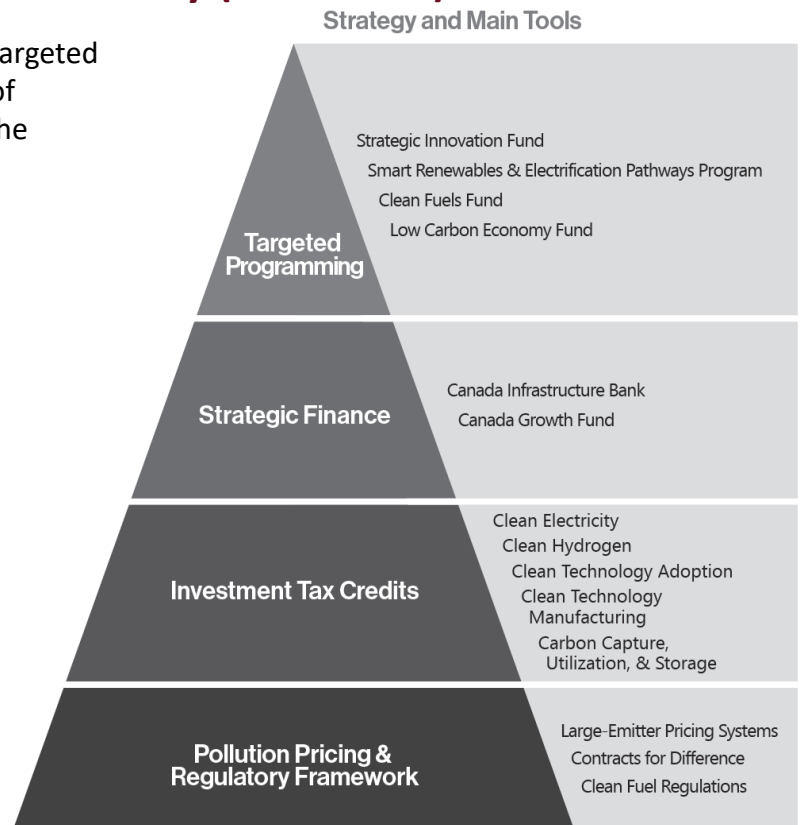 Strategy and Main Tools
argeted
of
he
Strategic Innovation Fund
Smart Renewables & Electrification Pathways Program
Clean Fuels Fund
Low Carbon Economy Fund
Targeted
Programming
Canada Infrastructure Bank
Canada Growth Fund
Strategic Finance
Clean Electricity
Clean Hydrogen
Clean Technology Adoption
Clean Technology
Manufacturing
Carbon Capture,
Utilization, & Storage
Investment Tax Credits
Large-Emitter Pricing Systems
Contracts for Difference
Clean Fuel Regulations
Pollution Pricing &
Regulatory Framework